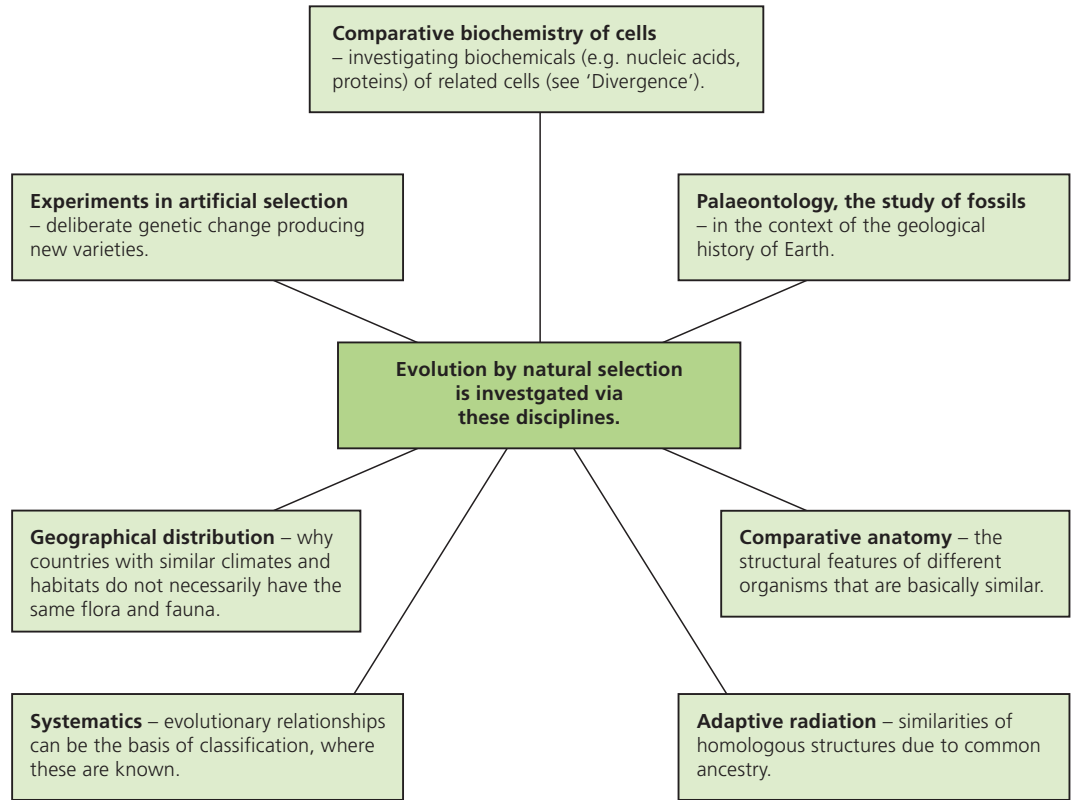 Comparative biochemistry of cells
– investigating biochemicals (e.g. nucleic acids,
proteins) of related cells (see ‘Divergence’).
Experiments in artificial selection
– deliberate genetic change producing
new varieties.
Palaeontology, the study of fossils
– in the context of the geological
history of Earth.
Evolution by natural selection
is investgated via
these disciplines.
Geographical distribution – why
countries with similar climates and
habitats do not necessarily have the
same flora and fauna.
Comparative anatomy – the
structural features of different
organisms that are basically similar.
Systematics – evolutionary relationships
can be the basis of classification, where
these are known.
Adaptive radiation – similarities of
homologous structures due to common
ancestry.